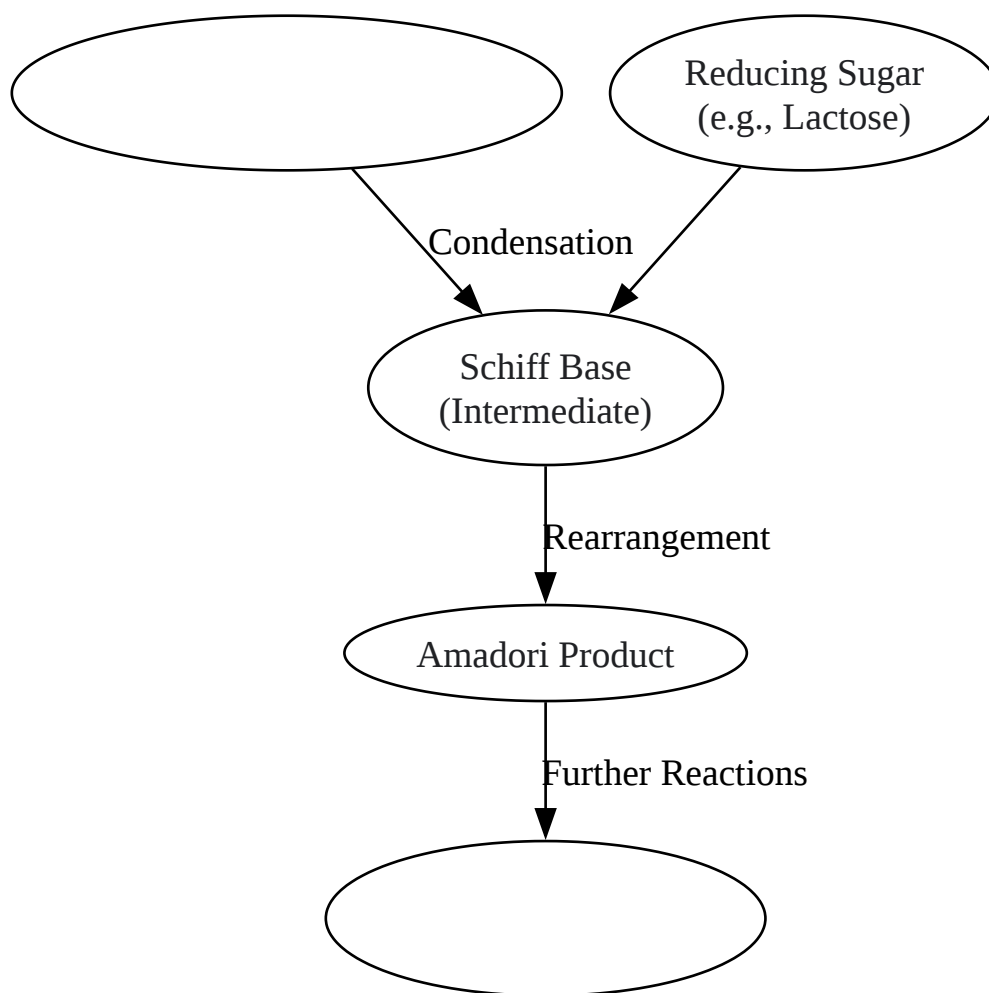 Reducing Sugar
(e.g., Lactose)
Condensation
Schiff Base
(Intermediate)
Rearrangement
Amadori Product
Further Reactions